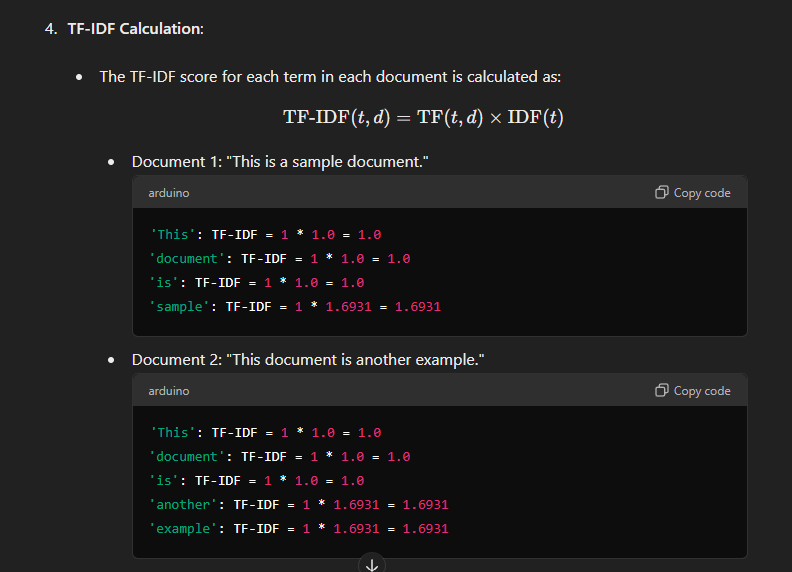 4. TF-IDF Calculation:
• The TF-IDF score for each term in each document is calculated as:
TF-IDF(t, d) = TF(t, d) × IDF(t)
• Document 1: "This is a sample document."
arduino Copy code
'This': TF-IDF = 1 * 1.0 = 1.0
'document': TF-IDF = 1 * 1.0 = 1.0
'is': TF-IDF = 1 * 1.0 = 1.0
'sample': TF-IDF = 1 * 1.6931 = 1.6931
• Document 2: "This document is another example."
arduino Copy code
'This': TF-IDF = 1 * 1.0 = 1.0
'document': TF-IDF = 1 * 1.0 = 1.0
'is': TF-IDF = 1 * 1.0 = 1.0
'another': TF-IDF = 1 * 1.6931 = 1.6931
'example': TF-IDF = 1 * 1.6931 = 1.6931